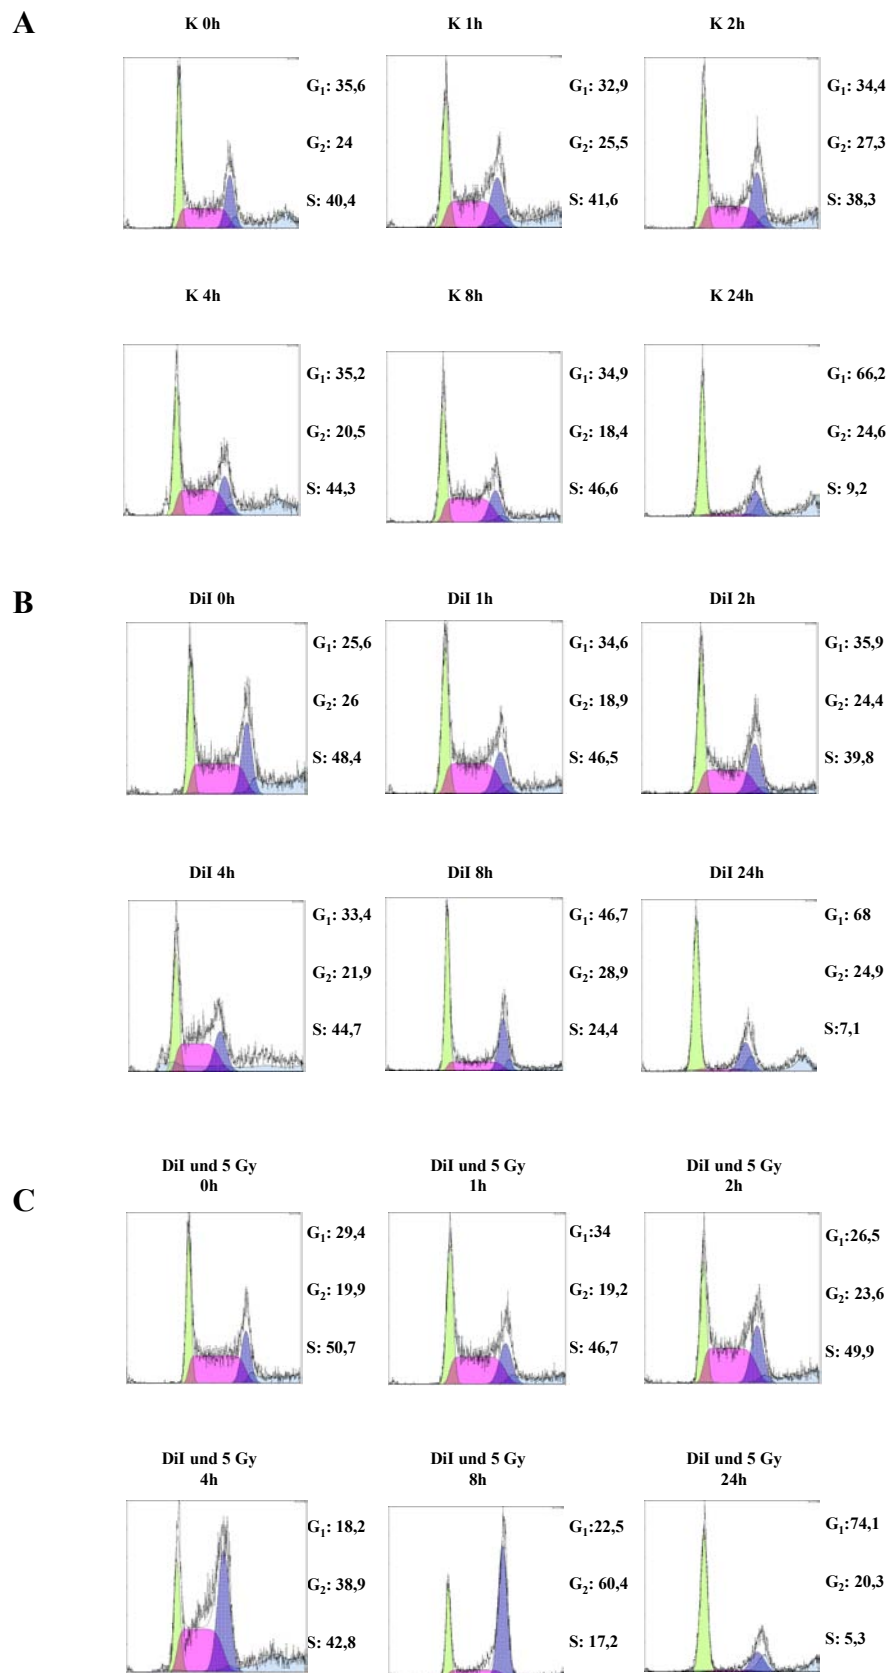 A
K 0h
G₁: 35,6
G₂: 24
S: 40,4
K 1h
G₁: 32,9
G₂: 25,5
S: 41,6
K 2h
G₁: 34,4
G₂: 27,3
S: 38,3
K 4h
G₁: 35,2
G₂: 20,5
S: 44,3
K 8h
G₁: 34,9
G₂: 18,4
S: 46,6
K 24h
G₁: 66,2
G₂: 24,6
S: 9,2
B
DiI 0h
G₁: 25,6
G₂: 26
S: 48,4
DiI 1h
G₁: 34,6
G₂: 18,9
S: 46,5
DiI 2h
G₁: 35,9
G₂: 24,4
S: 39,8
DiI 4h
G₁: 33,4
G₂: 21,9
S: 44,7
DiI 8h
G₁: 46,7
G₂: 28,9
S: 24,4
DiI 24h
G₁: 68
G₂: 24,9
S:7,1
C
DiI und 5 Gy
0h
G₁: 29,4
G₂: 19,9
S: 50,7
DiI und 5 Gy
1h
G₁:34
G₂: 19,2
S: 46,7
DiI und 5 Gy
2h
G₁:26,5
G₂: 23,6
S: 49,9
DiI und 5 Gy
4h
G₁: 18,2
G₂: 38,9
S: 42,8
DiI und 5 Gy
8h
G₁:22,5
G₂: 60,4
S: 17,2
DiI und 5 Gy
24h
G₁:74,1
G₂: 20,3
S: 5,3